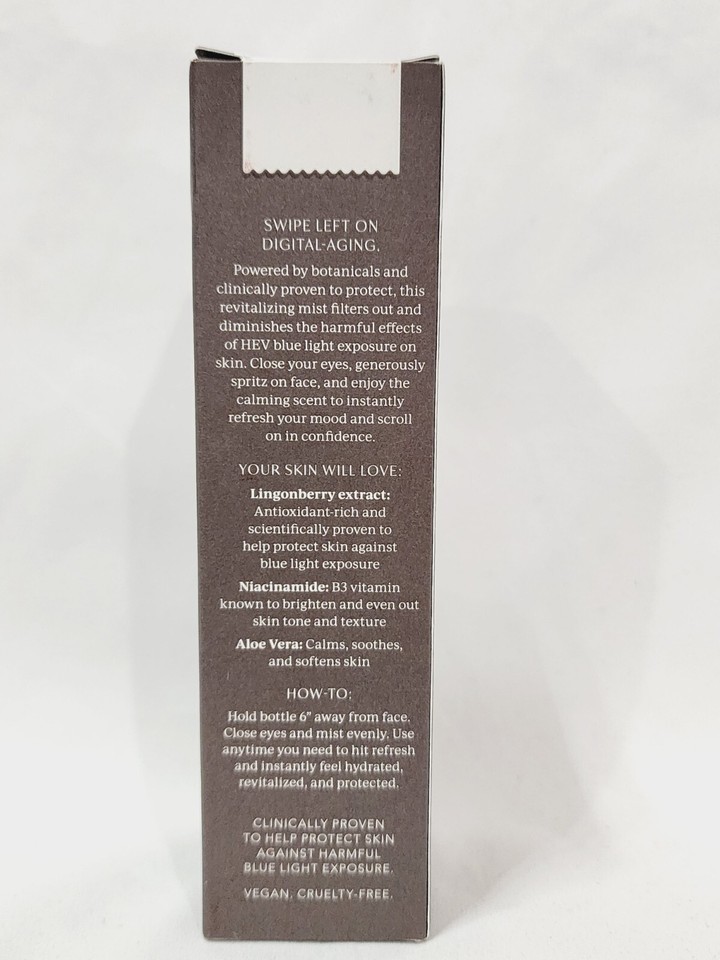 SWIPE LEFT ON
DIGITAL-AGING.
Powered by botanicals and
clinically proven to protect, this
revitalizing mist filters out and
diminishes the harmful effects
of HEV blue light exposure on
skin. Close your eyes, generously
spritz on face, and enjoy the
calming scent to instantly
refresh your mood and scroll
on in confidence.
YOUR SKIN WILL LOVE:
Lingonberry extract:
Antioxidant-rich and
scientifically proven to
help protect skin against
blue light exposure
Niacinamide: B3 vitamin
known to brighten and even out
skin tone and texture
Aloe Vera: Calms, soothes,
and softens skin
HOW-TO:
Hold bottle 6" away from face.
Close eyes and mist evenly. Use
anytime you need to hit refresh
and instantly feel hydrated,
revitalized, and protected.
CLINICALLY PROVEN
TO HELP PROTECT SKIN
AGAINST HARMFUL
BLUE LIGHT EXPOSURE.
VEGAN. CRUELTY-FREE.